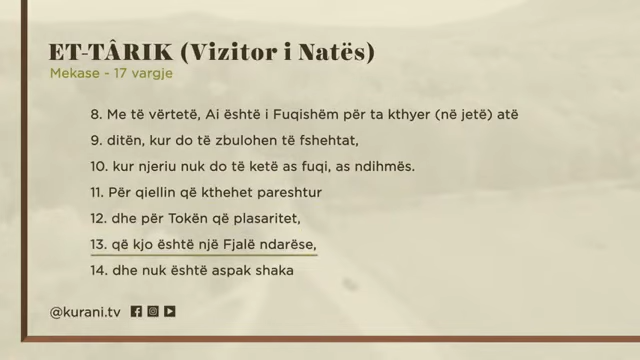 ET-TÂRIK (Vizitor i Natës)
Mekase - 17 vargje
8. Me të vërtetë, Ai është i Fuqishëm për ta kthyer (në jetë) atë
9. ditën, kur do të zbulohen të fshehtat,
10. kur njeriu nuk do të ketë as fuqi, as ndihmës.
11. Për qiellin që kthehet pareshtur
12. dhe për Tokën që plasaritet,
13. që kjo është një Fjalë ndarëse,
14. dhe nuk është aspak shaka
@kurani.tv